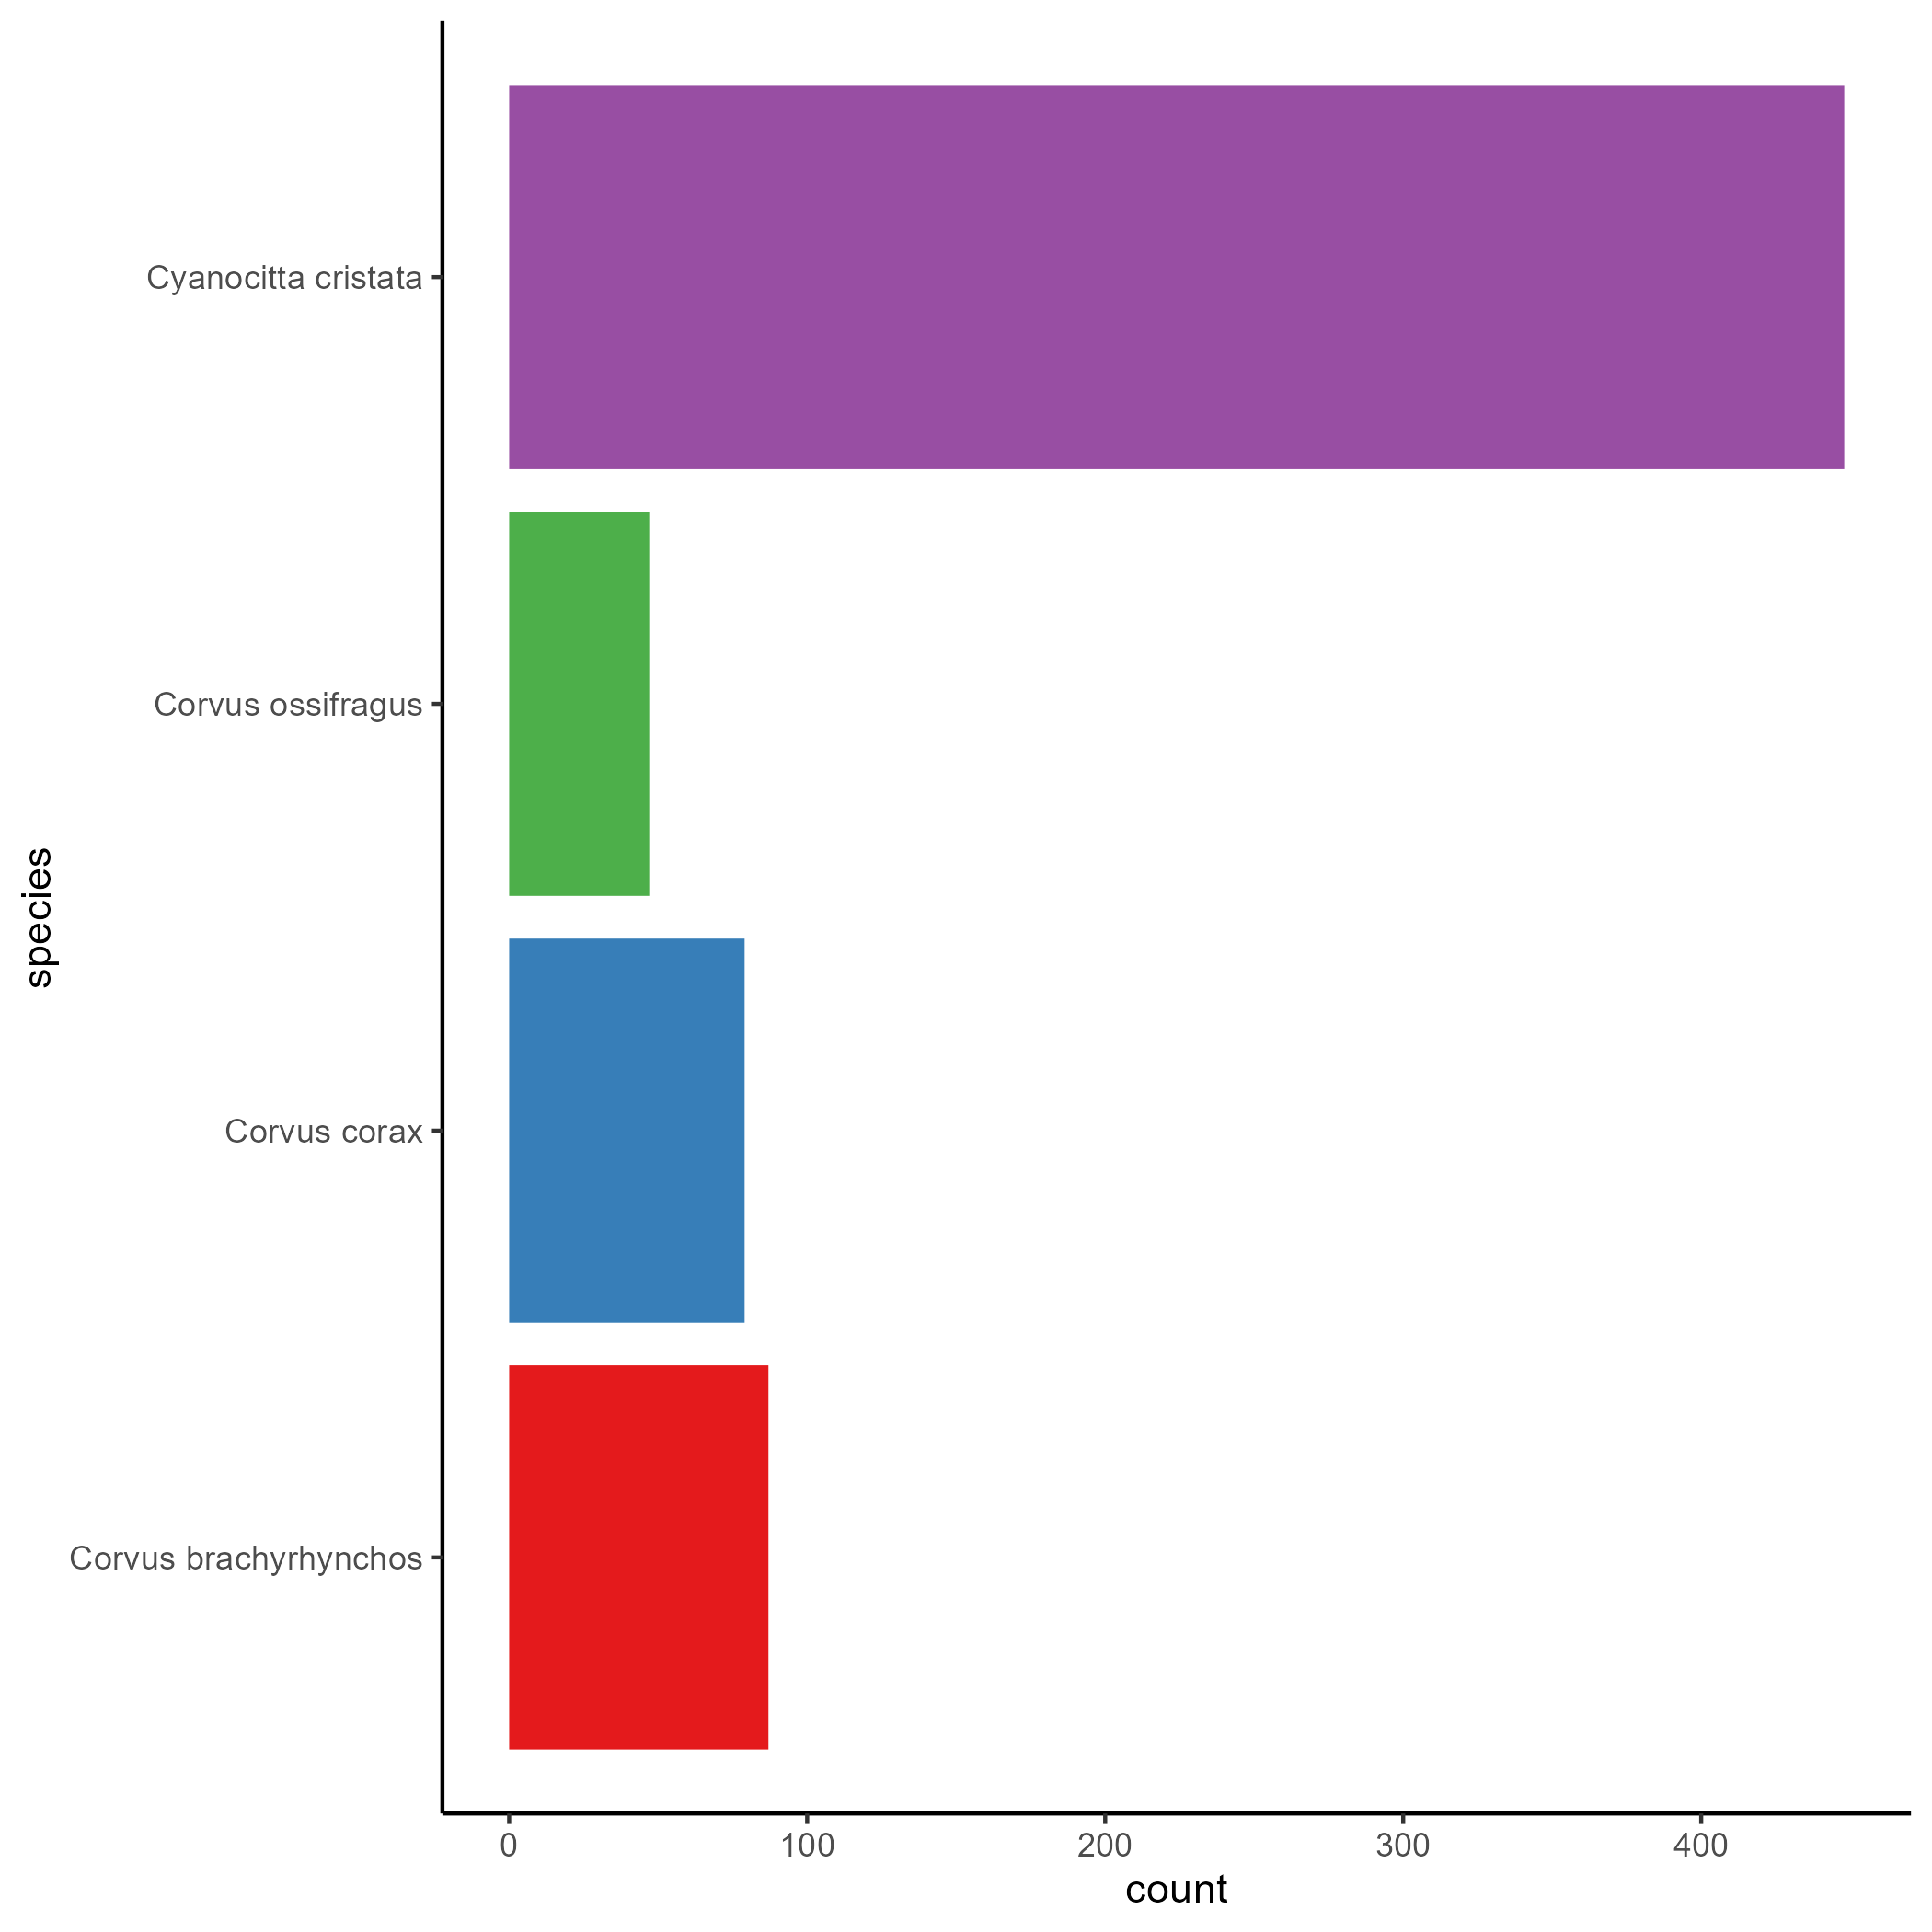 Cyanocitta cristata
Corvus ossifragus
species
Corvus corax
Corvus brachyrhynchos
0 100 200 300 400
count